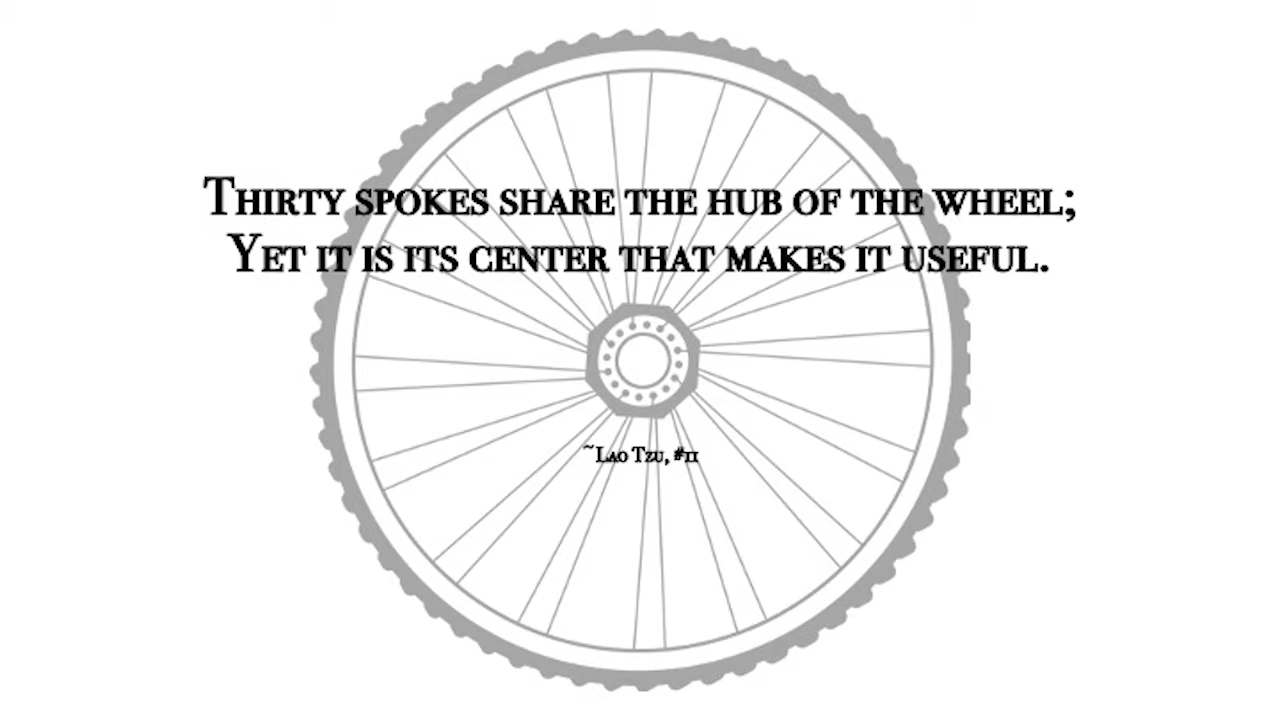 Thirty spokes share the hub of the wheel;
Yet it is its center that makes it useful.
~Lao Tzu, #11